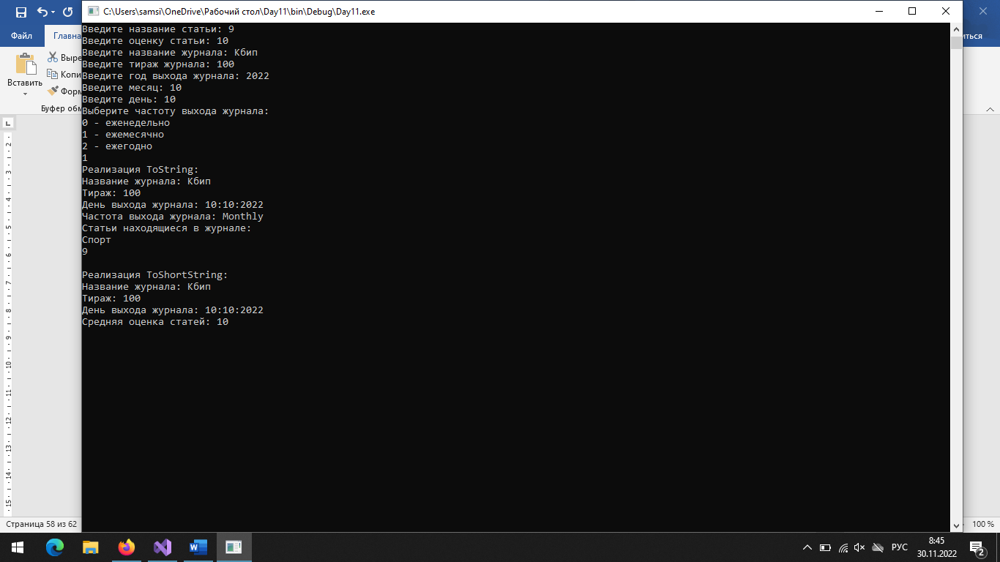 C:\Users\samsi\OneDrive\Рабочий стол\Day11\bin\Debug\Day11.exe
Файл
Вставить
Копи
Буфер
Введите название статьи: 9
Введите оценку статьи: 10
Введите название журнала: Кбип
Введите тираж журнала: 100
Введите год выхода журнала: 2022
Введите месяц: 10
Введите день: 10
Выберите частоту выхода журнала:
0 - еженедельно
1 - ежемесячно
2 - ежегодно
1
Реализация ToString:
Название журнала: Кбип
Тираж: 100
День выхода журнала: 10:10:2022
Частота выхода журнала: Monthly
Статьи находящиеся в журнале:
Спорт
9
Реализация ToShortString:
Название журнала: Кбип
Тираж: 100
День выхода журнала: 10:10:2022
Средняя оценка статей: 10
Страница 58 из 62
100 %
РУС
8:45
30.11.2022
2